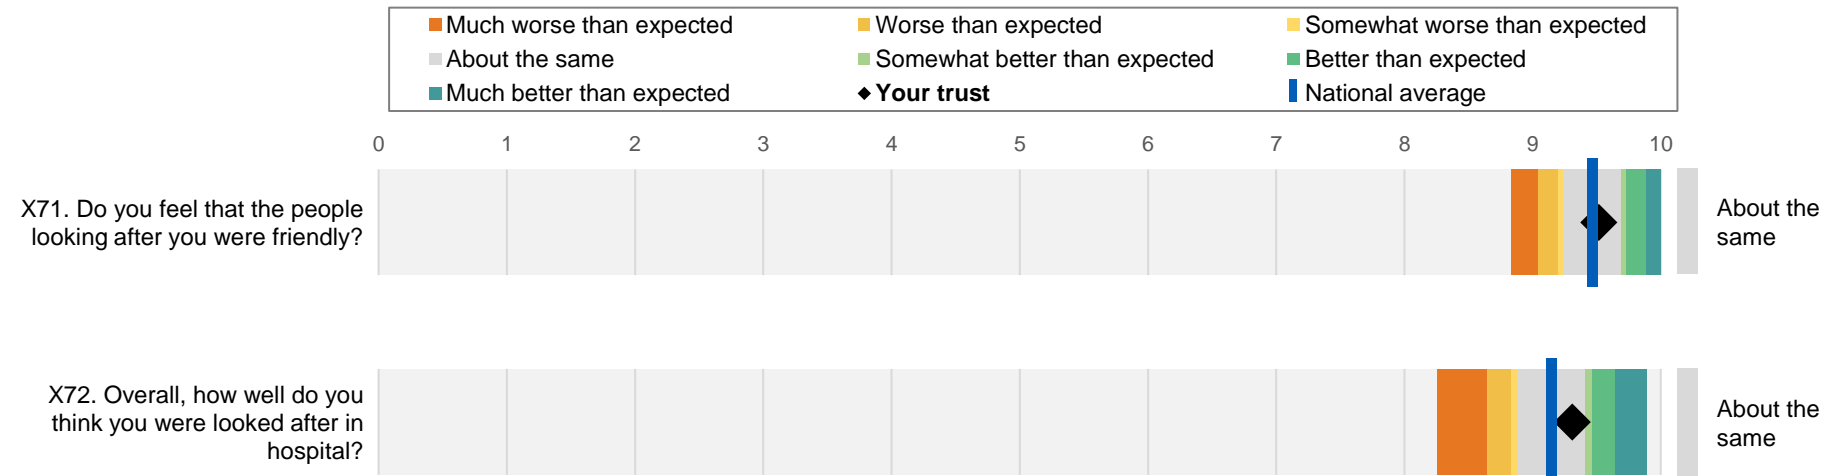 Much worse than expected
Worse than expected
Somewhat worse than expected
About the same
Somewhat better than expected
Better than expected
Much better than expected
Your trust
National average
0 1 2 3 4 5 6 7 8 9 10
X71. Do you feel that the people
looking after you were friendly?
About the
same
X72. Overall, how well do you
think you were looked after in
hospital?
About the
same